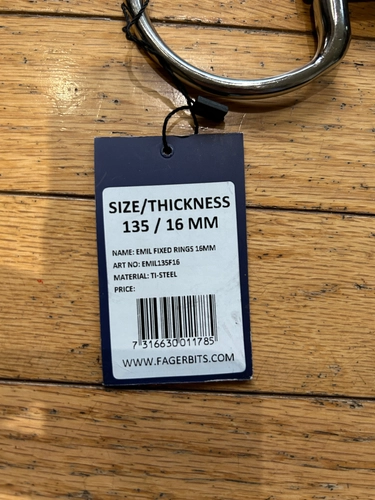 SIZE/THICKNESS
135 / 16 MM
NAME: EMIL FIXED RINGS 16MM
ART NO: EMIL135F16
MATERIAL: TI-STEEL
PRICE:
7 316630 011785
WWW.FAGERBITS.COM